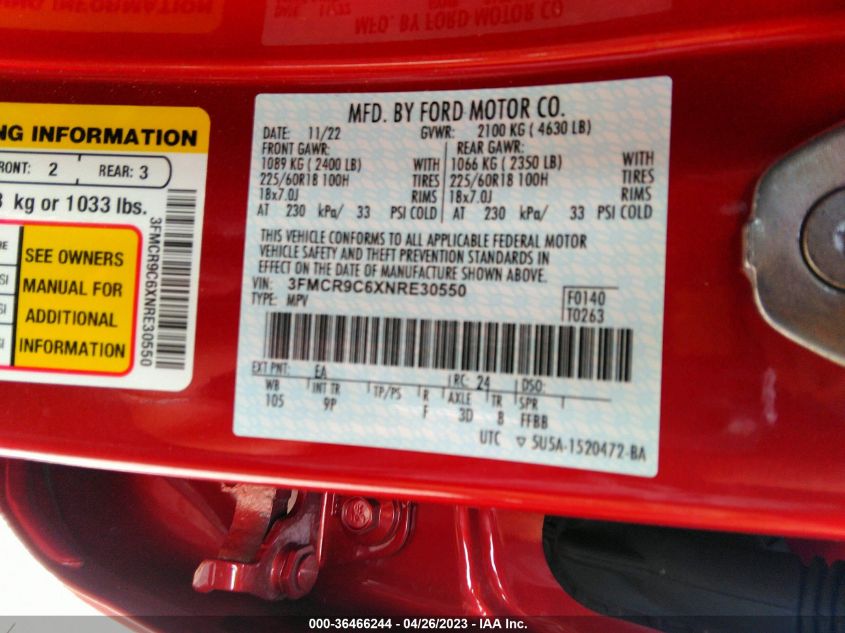 MFD. BY FORD MOTOR CO.
DATE: 11/22 GVWR: 2100 KG ( 4630 LB)
FRONT GAWR: REAR GAWR:
1089 KG ( 2400 LB) WITH 1066 KG ( 2350 LB) WITH
225/60R18 100H TIRES 225/60R18 100H TIRES
18x7.0J RIMS 18x7.0J RIMS
AT 230 kPa/ 33 PSI COLD AT 230 kPa/ 33 PSI COLD
THIS VEHICLE CONFORMS TO ALL APPLICABLE FEDERAL MOTOR
VEHICLE SAFETY AND THEFT PREVENTION STANDARDS IN
EFFECT ON THE DATE OF MANUFACTURE SHOWN ABOVE.
VIN: 3FMCR9C6XNRE30550
TYPE: MPV
F0140
T0263
EXT PNT: EA RC: 24 DSO:
WB INT TR TP/PS R AXLE TR SPR
105 9P F 3D 8 FFBB
UTC ▽ 5U5A-1520472-BA
NG INFORMATION
RONT: 2 REAR: 3
kg or 1033 lbs.
SEE OWNERS
MANUAL FOR
ADDITIONAL
INFORMATION
3FMCR9C6XNRE30550
000-36466244 - 04/26/2023 - IAA Inc.